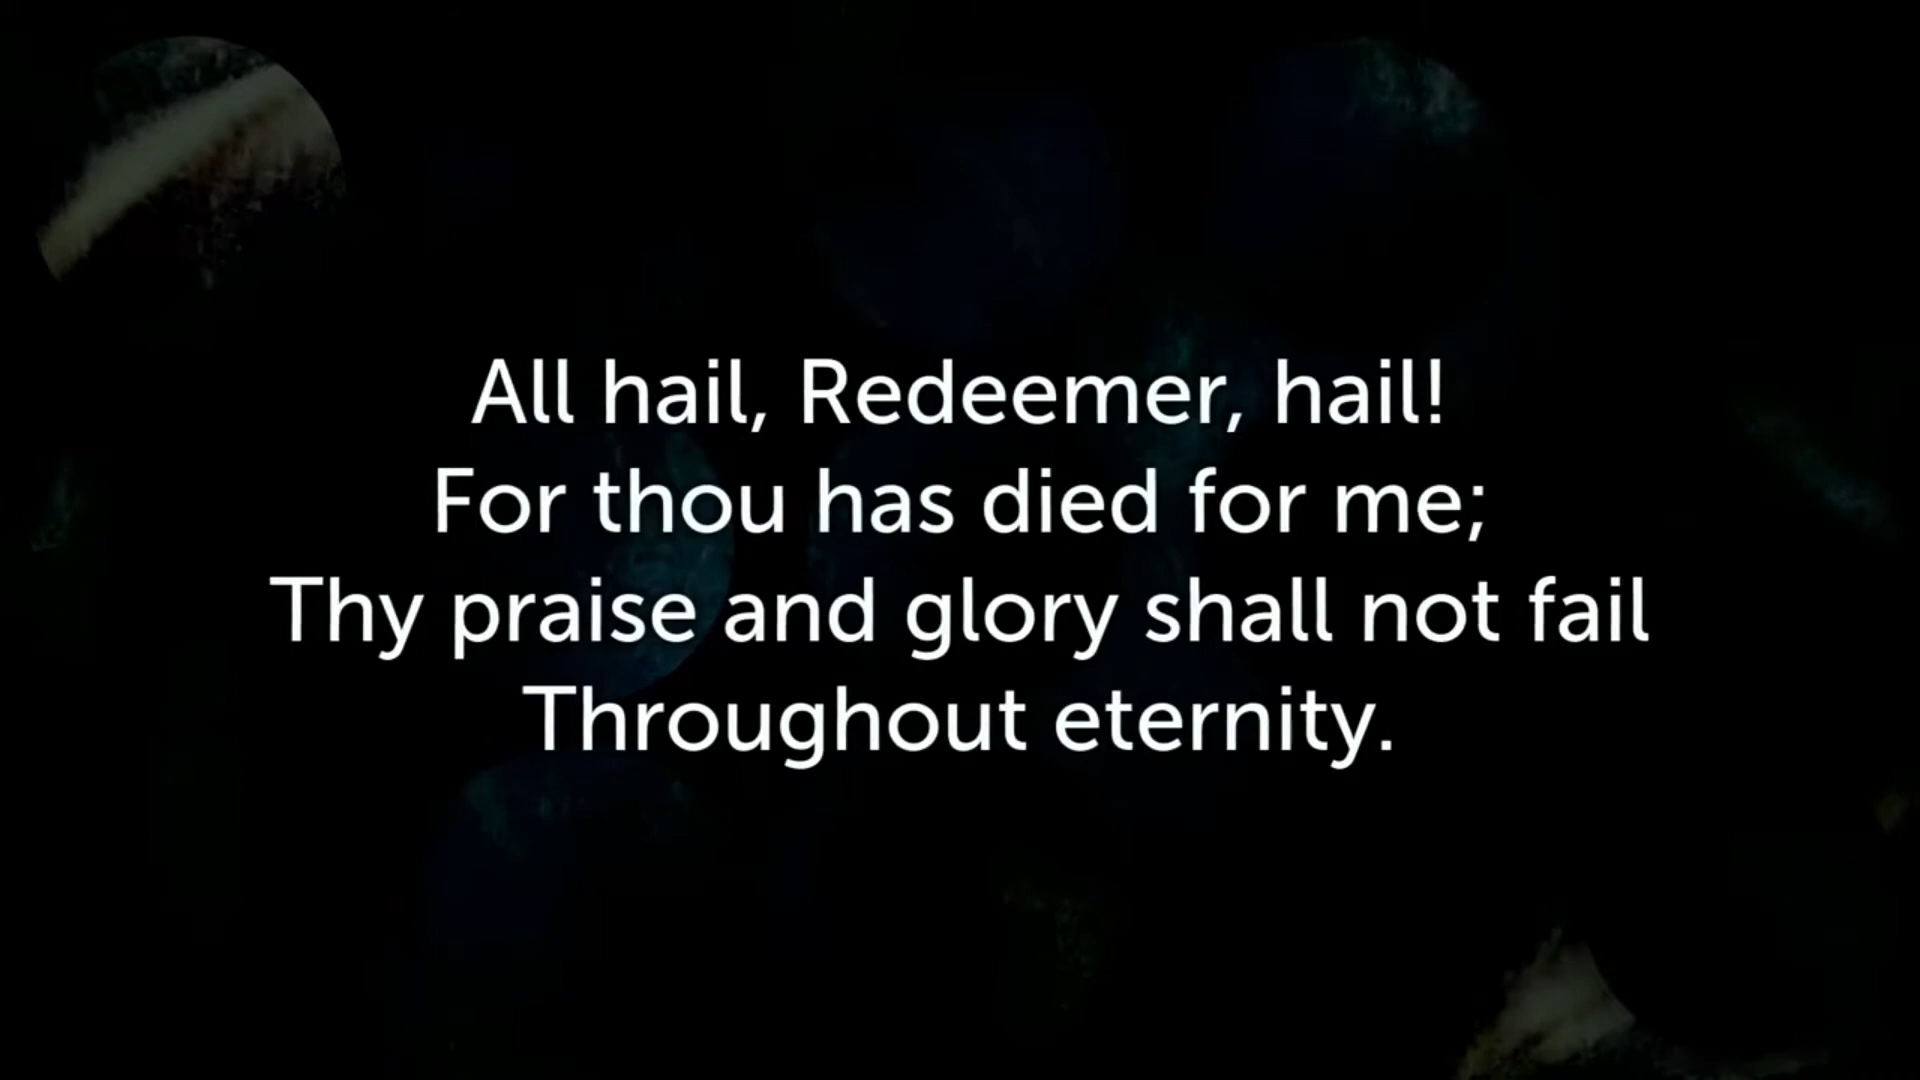 All hail, Redeemer, hail!
For thou has died for me;
Thy praise and glory shall not fail
Throughout eternity.